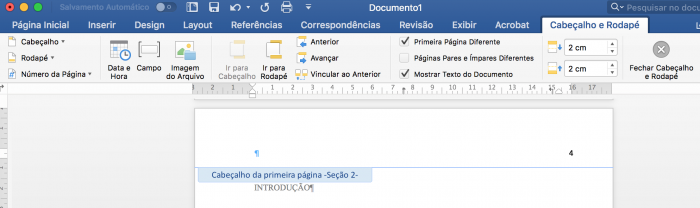 Salvamento Automático
Documento1
Pesquisar no docu
Página Inicial Inserir Design Layout Referências Correspondências Revisão Exibir Acrobat Cabeçalho e Rodapé
Cabeçalho
Rodapé
Número da Página
Data e Hora
Campo
Imagem do Arquivo
Ir para Cabeçalho
Ir para Rodapé
Anterior
Avançar
Vincular ao Anterior
Primeira Página Diferente
Páginas Pares e Ímpares Diferentes
Mostrar Texto do Documento
2 cm
2 cm
Fechar Cabeçalho e Rodapé
2 1 1 2 3 4 5 6 7 8 9 10 11 12 13 14 15 16 17
¶ 4
Cabeçalho da primeira página -Seção 2-
INTRODUÇÃO¶